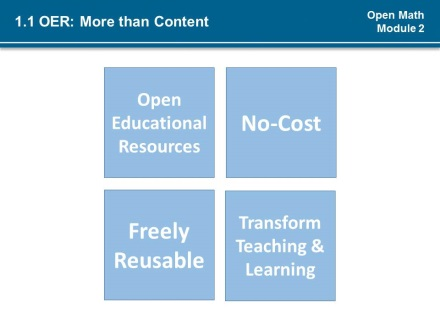 1.1 OER: More than Content
Open Math
Module 2
Open
Educational
Resources
No-Cost
Freely
Reusable
Transform
Teaching &
Learning